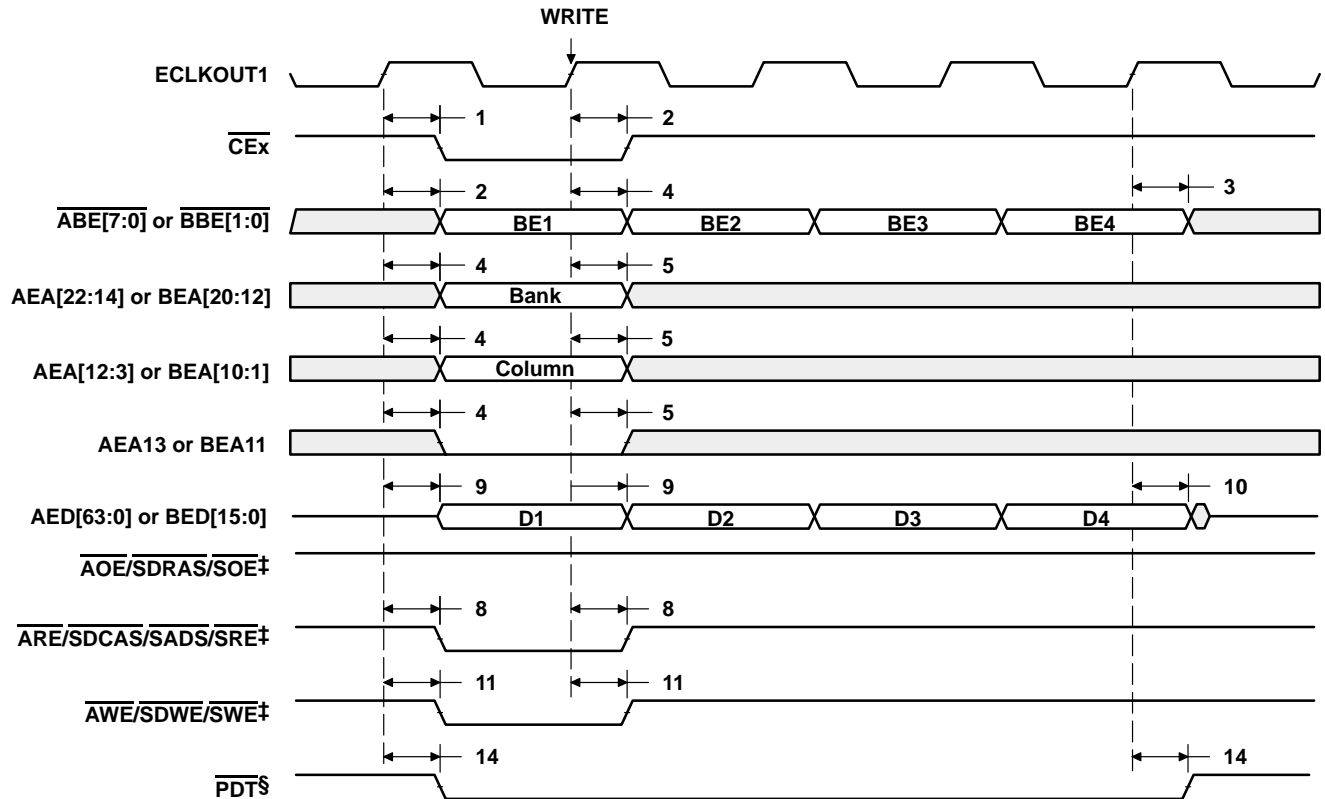 WRITE
ECLKOUT1
1 2
CEx
2 4 3
ABE[7:0] or BBE[1:0] BE1 BE2 BE3 BE4
4 5
AEA[22:14] or BEA[20:12] Bank
4 5
AEA[12:3] or BEA[10:1] Column
4 5
AEA13 or BEA11
9 9 10
AED[63:0] or BED[15:0] D1 D2 D3 D4
AOE/SDRAS/SOE‡
8 8
ARE/SDCAS/SADS/SRE‡
11 11
AWE/SDWE/SWE‡
14 14
PDT§